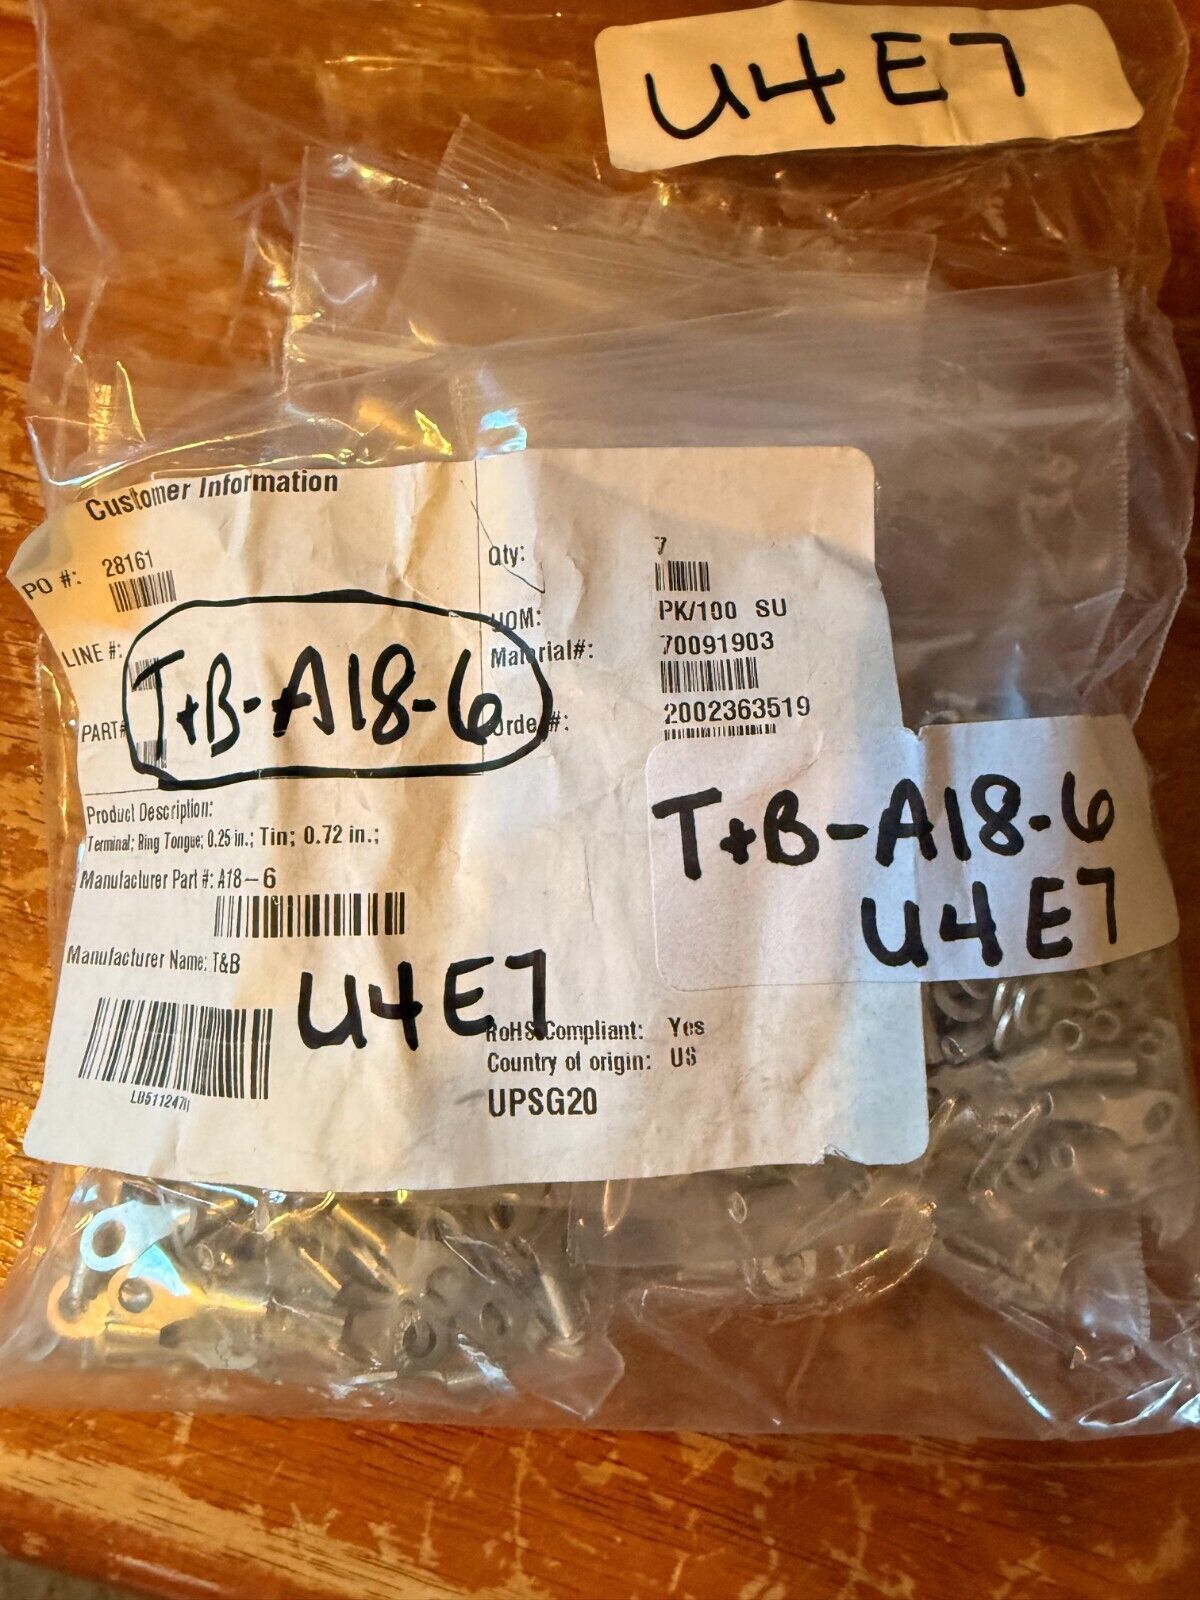 U4E7
Customer Information
PO #: 28161
LINE #:
PART#
T+B-A18-6
Qty: 7
UOM: PK/100 SU
Material#: 70091903
Order#: 2002363519
Product Description:
Terminal; Ring Tongue; 0.25 in.; Tin; 0.72 in.;
Manufacturer Part #: A18-6
Manufacturer Name: T&B
U4E7
T+B-A18-6
U4E7
RoHS Compliant: Yes
Country of origin: US
UPSG20